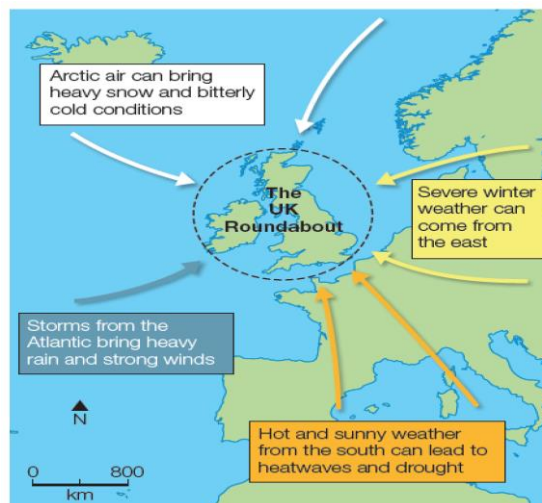 Arctic air can bring
heavy snow and bitterly
cold conditions
The
UK
Roundabout
Severe winter
weather can
come from
the east
Storms from the
Atlantic bring heavy
rain and strong winds
N
Hot and sunny weather
from the south can lead to
heatwaves and drought
0 800
km